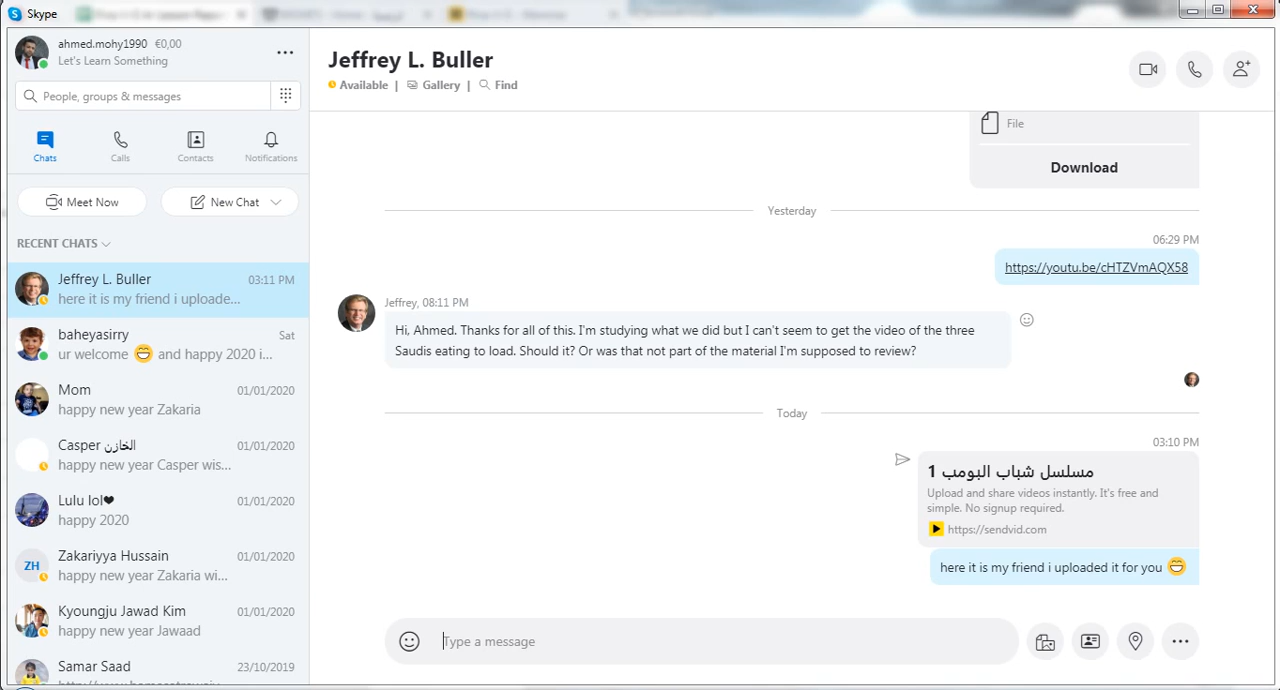 Skype
ahmed.mohy1990 €0,00
Let's Learn Something
People, groups & messages
Chats
Calls
Contacts
Notifications
Meet Now
New Chat
RECENT CHATS
Jeffrey L. Buller 03:11 PM
here it is my friend i uploade...
baheyasirry Sat
ur welcome 😁 and happy 2020 i...
Mom 01/01/2020
happy new year Zakaria
Casper الخازن 01/01/2020
happy new year Casper wis...
Lulu lol❤ 01/01/2020
happy 2020
ZH
Zakariyya Hussain 01/01/2020
happy new year Zakaria wi...
Kyoungju Jawad Kim 01/01/2020
happy new year Jawaad
Samar Saad 23/10/2019
Jeffrey L. Buller
Available | Gallery | Find
File
Download
Yesterday
06:29 PM
https://youtu.be/cHTZVmAQX58
Jeffrey, 08:11 PM
Hi, Ahmed. Thanks for all of this. I'm studying what we did but I can't seem to get the video of the three
Saudis eating to load. Should it? Or was that not part of the material I'm supposed to review?
Today
03:10 PM
مسلسل شباب البومب 1
Upload and share videos instantly. It's free and
simple. No signup required.
https://sendvid.com
here it is my friend i uploaded it for you 😁
Type a message